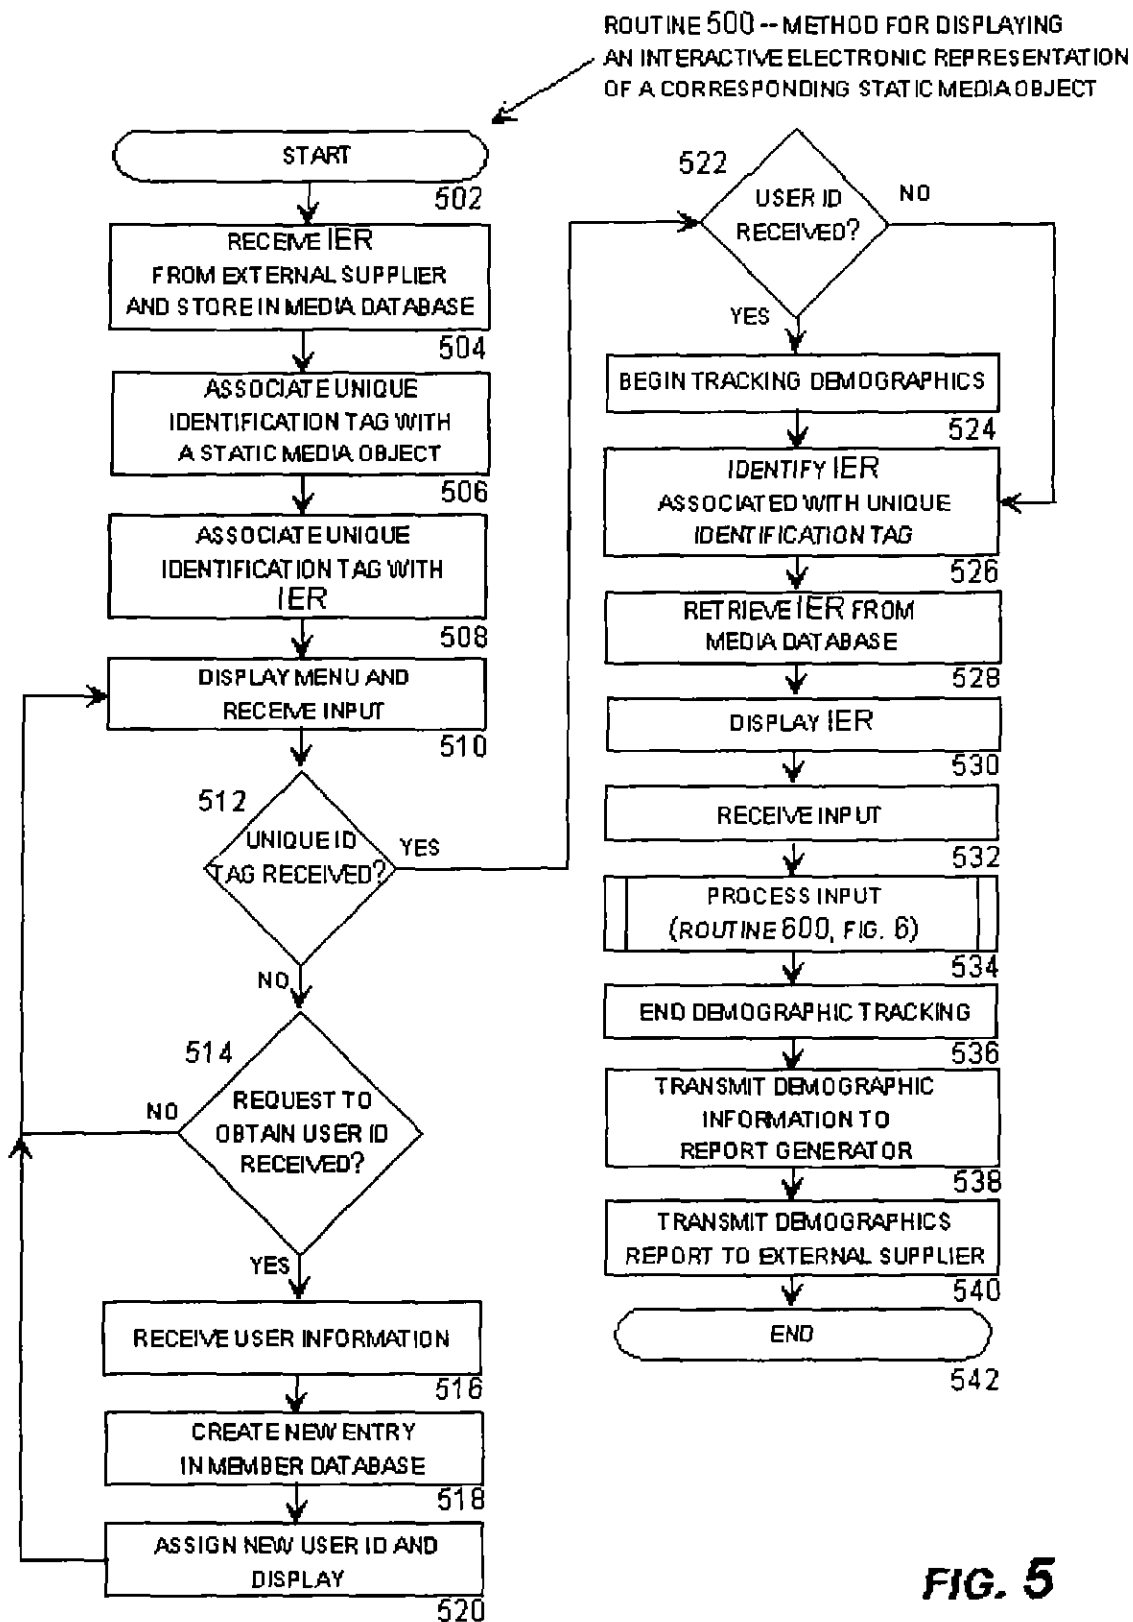 ROUTINE 500 -- METHOD FOR DISPLAYING
AN INTERACTIVE ELECTRONIC REPRESENTATION
OF A CORRESPONDING STATIC MEDIA OBJECT
START
502
RECEIVE IER
FROM EXTERNAL SUPPLIER
AND STORE IN MEDIA DATABASE
504
ASSOCIATE UNIQUE
IDENTIFICATION TAG WITH
A STATIC MEDIA OBJECT
506
ASSOCIATE UNIQUE
IDENTIFICATION TAG WITH
IER
508
DISPLAY MENU AND
RECEIVE INPUT
510
512
UNIQUE ID
TAG RECEIVED?
YES
NO
514
REQUEST TO
OBTAIN USER ID
RECEIVED?
NO
YES
RECEIVE USER INFORMATION
516
CREATE NEW ENTRY
IN MEMBER DATABASE
518
ASSIGN NEW USER ID AND
DISPLAY
520
522
USER ID
RECEIVED?
NO
YES
BEGIN TRACKING DEMOGRAPHICS
524
IDENTIFY IER
ASSOCIATED WITH UNIQUE
IDENTIFICATION TAG
526
RETRIEVE IER FROM
MEDIA DATABASE
528
DISPLAY IER
530
RECEIVE INPUT
532
PROCESS INPUT
(ROUTINE 600, FIG. 6)
534
END DEMOGRAPHIC TRACKING
536
TRANSMIT DEMOGRAPHIC
INFORMATION TO
REPORT GENERATOR
538
TRANSMIT DEMOGRAPHICS
REPORT TO EXTERNAL SUPPLIER
540
END
542
FIG. 5